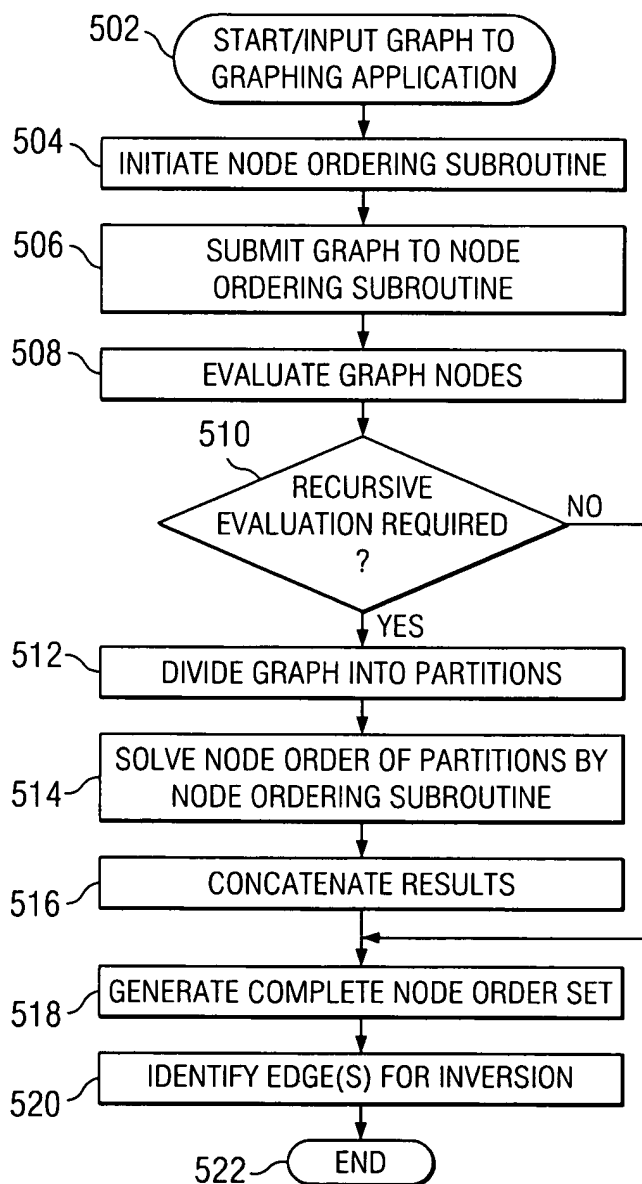 502
START/INPUT GRAPH TO
GRAPHING APPLICATION
504
INITIATE NODE ORDERING SUBROUTINE
506
SUBMIT GRAPH TO NODE
ORDERING SUBROUTINE
508
EVALUATE GRAPH NODES
510
RECURSIVE
EVALUATION REQUIRED
?
NO
YES
512
DIVIDE GRAPH INTO PARTITIONS
514
SOLVE NODE ORDER OF PARTITIONS BY
NODE ORDERING SUBROUTINE
516
CONCATENATE RESULTS
518
GENERATE COMPLETE NODE ORDER SET
520
IDENTIFY EDGE(S) FOR INVERSION
522
END